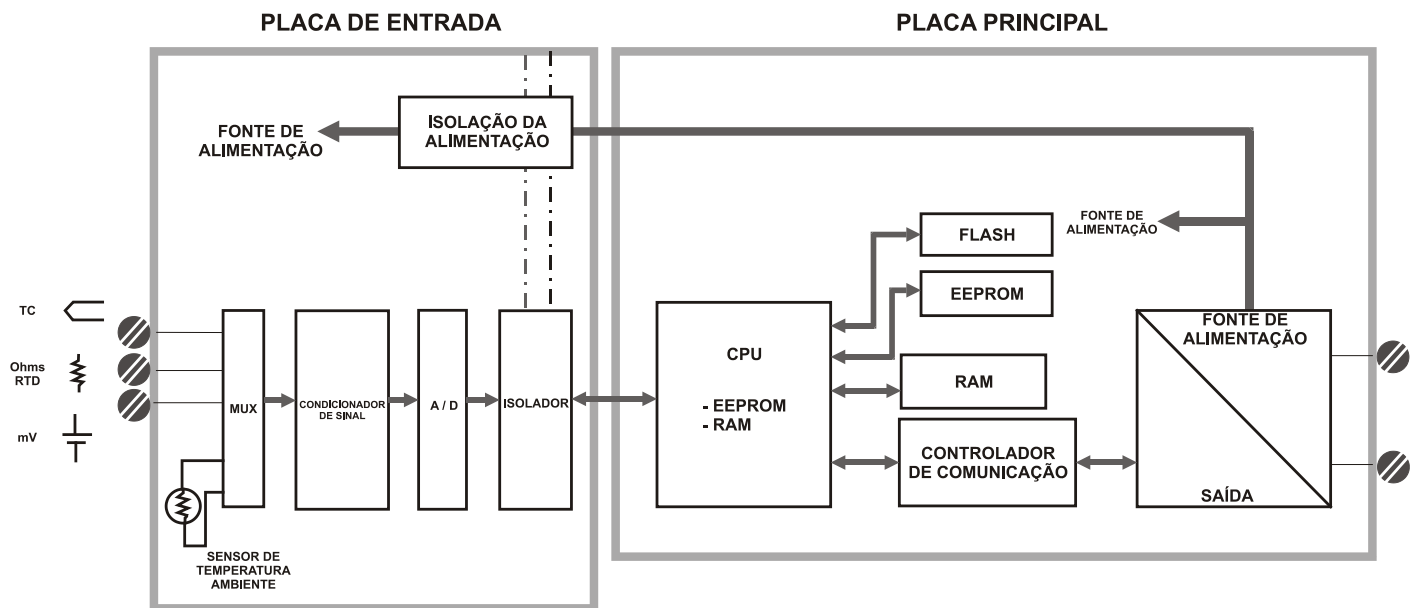 PLACA DE ENTRADA
PLACA PRINCIPAL
ISOLAÇÃO DA
ALIMENTAÇÃO
FONTE DE
ALIMENTAÇÃO
FLASH
FONTE DE
ALIMENTAÇÃO
EEPROM
TC
Ohms
RTD
mV
MUX
CONDICIONADOR
DE SINAL
A / D
ISOLADOR
CPU
- EEPROM
- RAM
RAM
CONTROLADOR
DE COMUNICAÇÃO
FONTE DE
ALIMENTAÇÃO
SAÍDA
SENSOR DE
TEMPERATURA
AMBIENTE